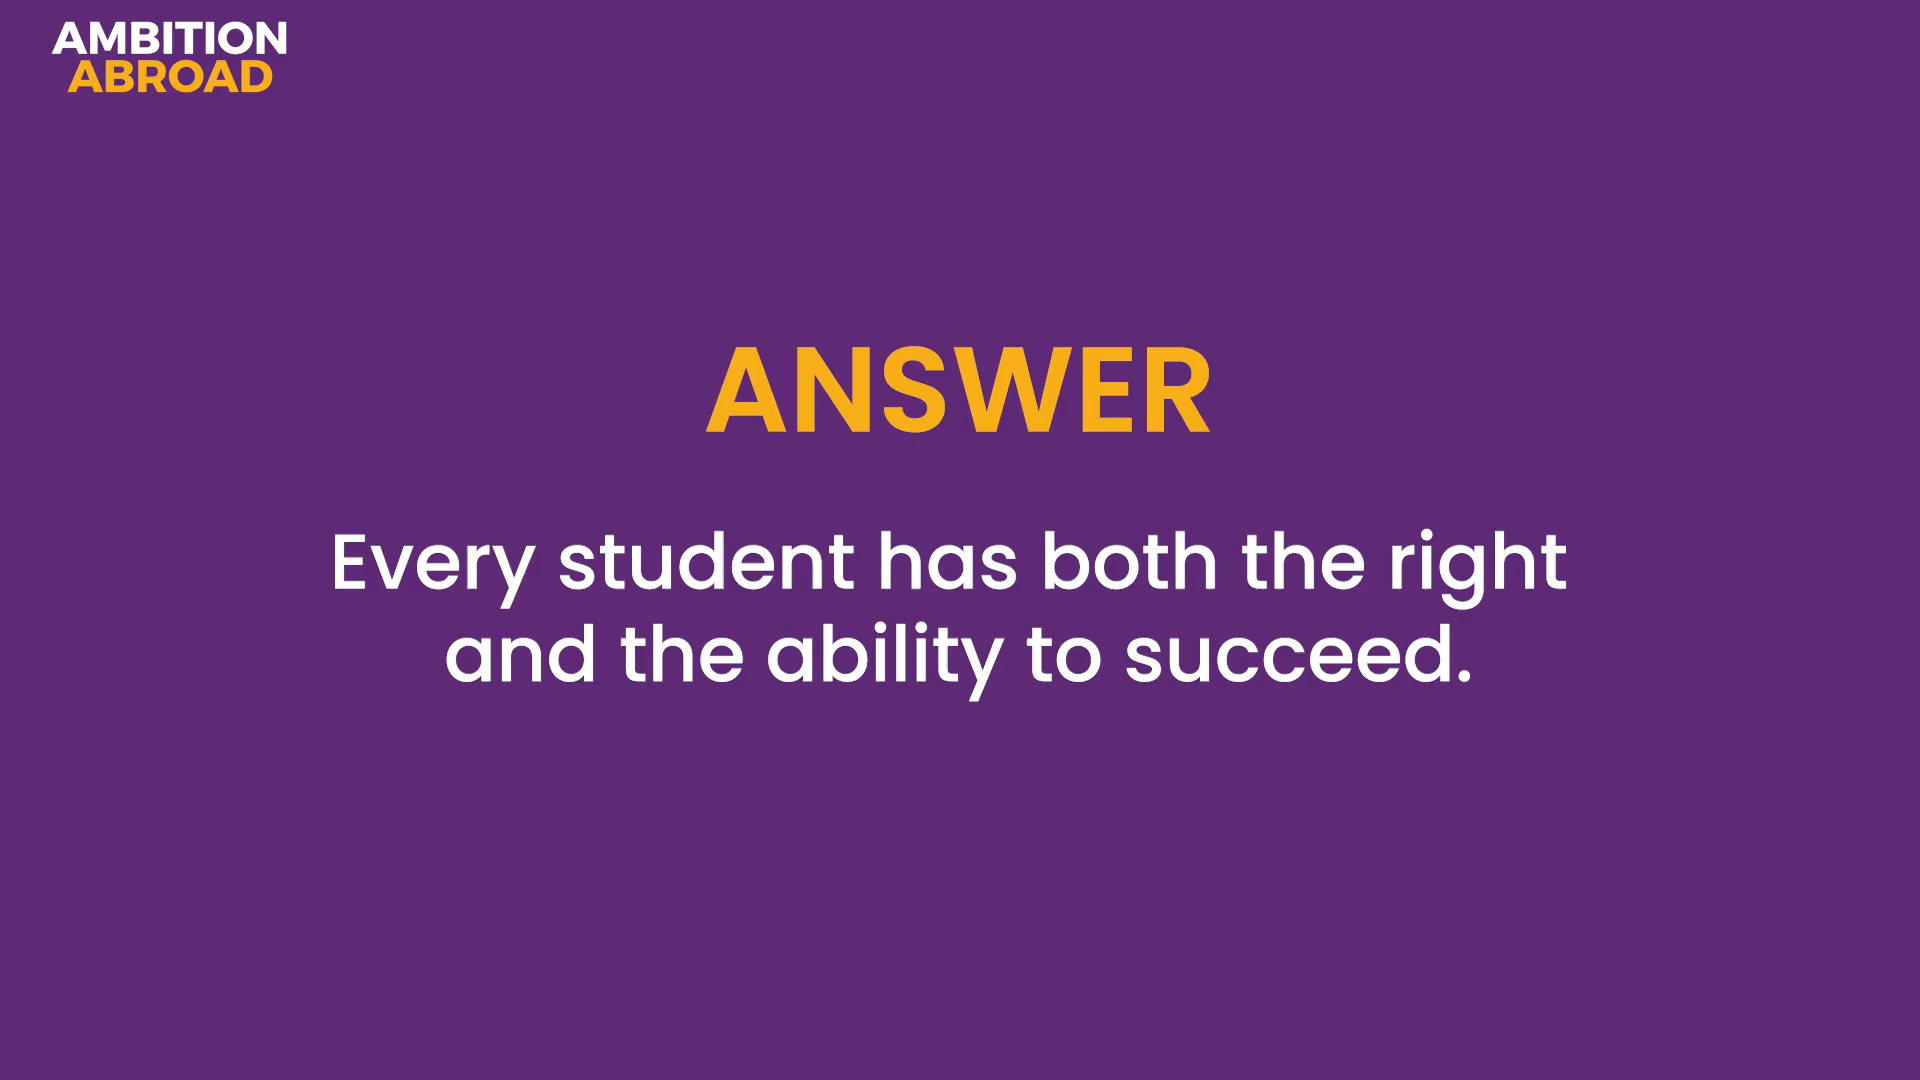 AMBITION
ABROAD
ANSWER
Every student has both the right
and the ability to succeed.